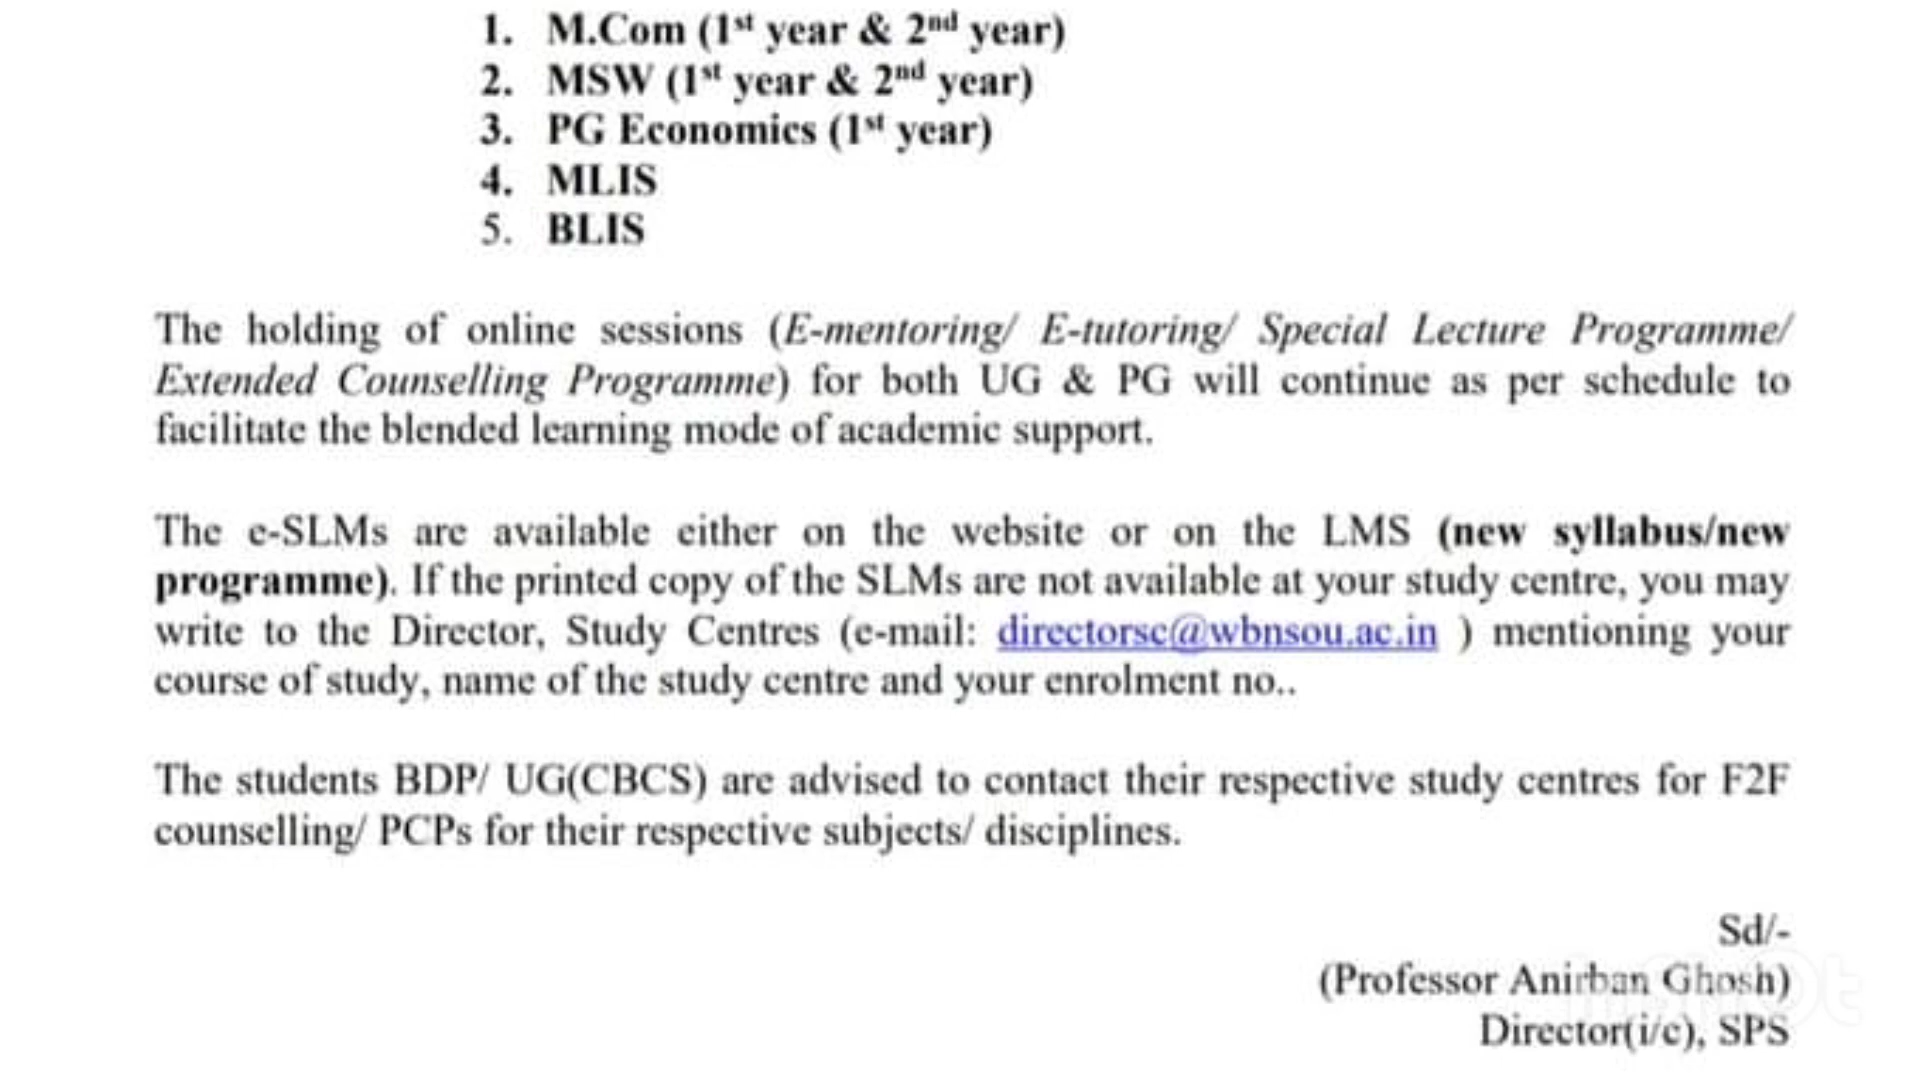 1. M.Com (1st year & 2nd year)
2. MSW (1st year & 2nd year)
3. PG Economics (1st year)
4. MLIS
5. BLIS
The holding of online sessions (E-mentoring/ E-tutoring/ Special Lecture Programme/
Extended Counselling Programme) for both UG & PG will continue as per schedule to
facilitate the blended learning mode of academic support.
The e-SLMs are available either on the website or on the LMS (new syllabus/new
programme). If the printed copy of the SLMs are not available at your study centre, you may
write to the Director, Study Centres (e-mail: directorsc@wbnsou.ac.in ) mentioning your
course of study, name of the study centre and your enrolment no..
The students BDP/ UG(CBCS) are advised to contact their respective study centres for F2F
counselling/ PCPs for their respective subjects/ disciplines.
Sd/-
(Professor Anirban Ghosh)
Director(i/c), SPS